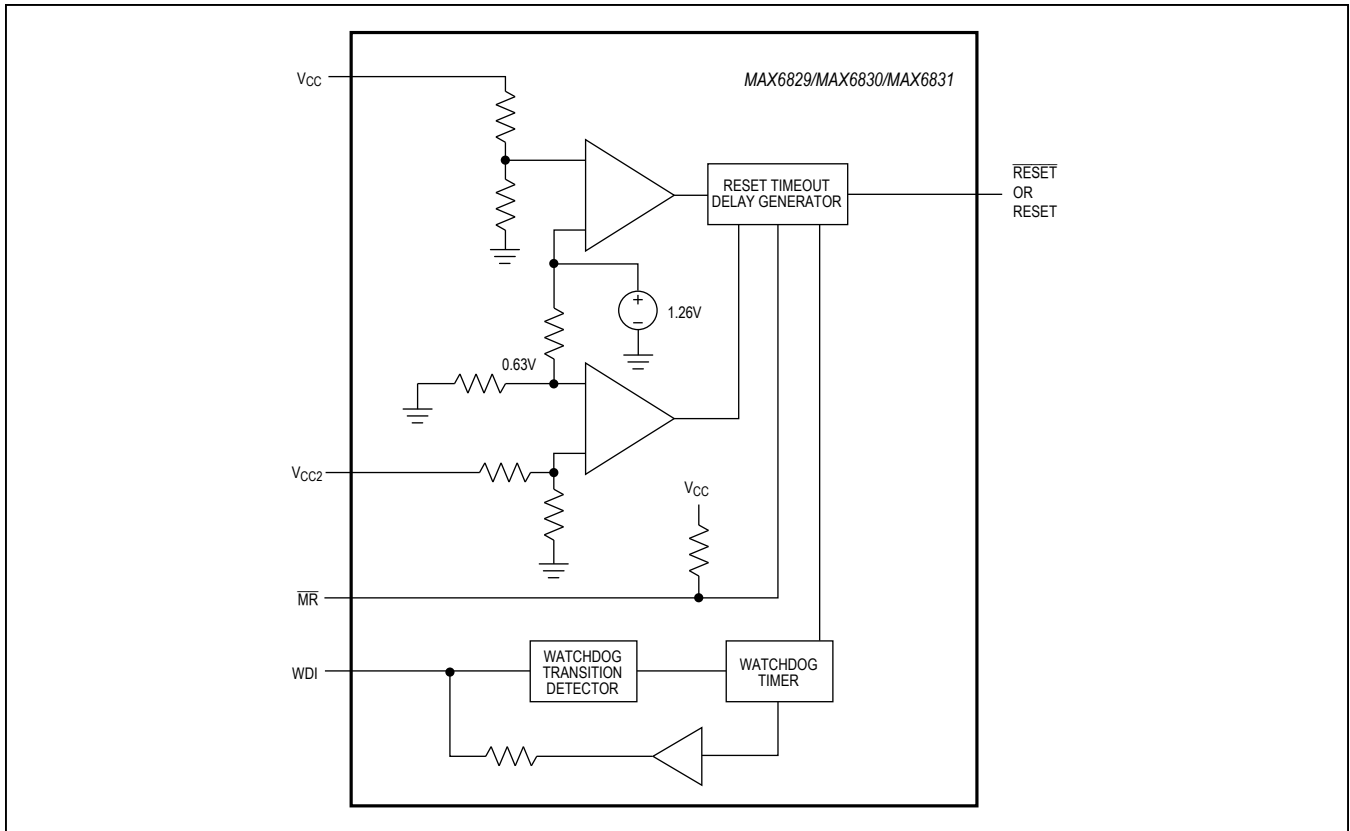 VCC
MAX6829/MAX6830/MAX6831
RESET TIMEOUT
DELAY GENERATOR
RESET
OR
RESET
+
−
1.26V
0.63V
VCC2
VCC
MR
WDI
WATCHDOG
TRANSITION
DETECTOR
WATCHDOG
TIMER